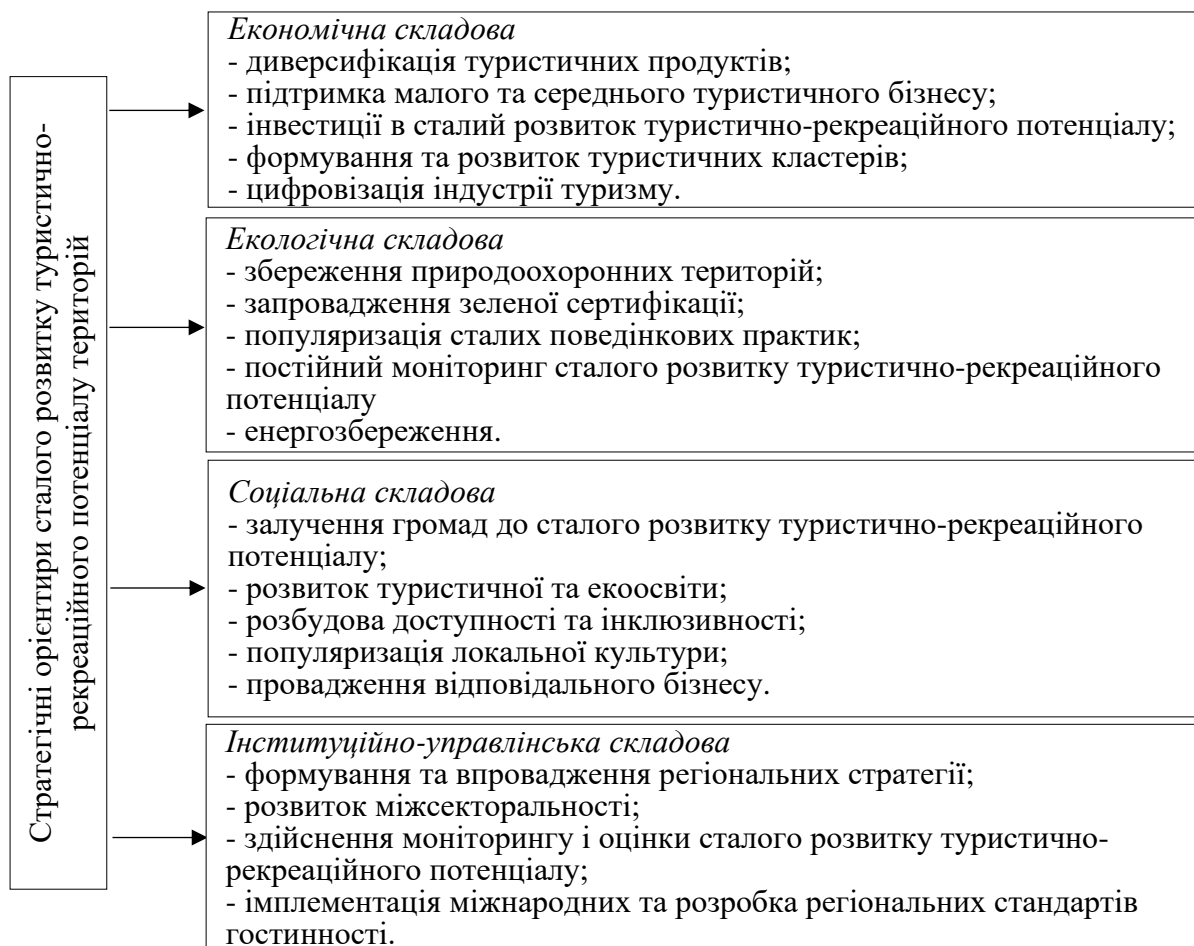 Стратегічні орієнтири сталого розвитку туристично-
рекреаційного потенціалу територій
Економічна складова
- диверсифікація туристичних продуктів;
- підтримка малого та середнього туристичного бізнесу;
- інвестиції в сталий розвиток туристично-рекреаційного потенціалу;
- формування та розвиток туристичних кластерів;
- цифровізація індустрії туризму.
Екологічна складова
- збереження природоохоронних територій;
- запровадження зеленої сертифікації;
- популяризація сталих поведінкових практик;
- постійний моніторинг сталого розвитку туристично-рекреаційного
потенціалу
- енергозбереження.
Соціальна складова
- залучення громад до сталого розвитку туристично-рекреаційного
потенціалу;
- розвиток туристичної та екоосвіти;
- розбудова доступності та інклюзивності;
- популяризація локальної культури;
- провадження відповідального бізнесу.
Інституційно-управлінська складова
- формування та впровадження регіональних стратегії;
- розвиток міжсекторальності;
- здійснення моніторингу і оцінки сталого розвитку туристично-
рекреаційного потенціалу;
- імплементація міжнародних та розробка регіональних стандартів
гостинності.